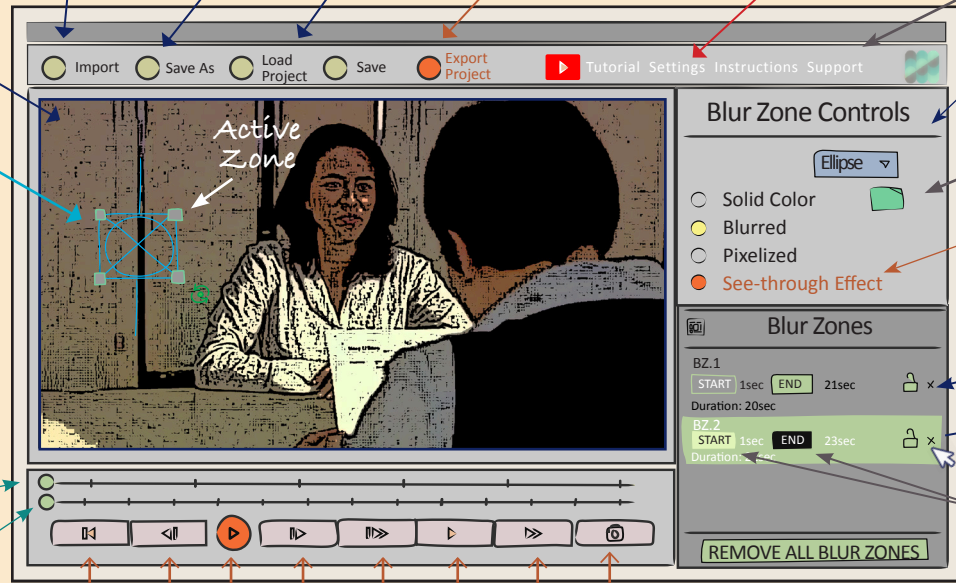 Import
Save As
Load
Project
Save
Export
Project
Tutorial Settings Instructions Support
Active
Zone
Blur Zone Controls
Ellipse
Solid Color
Blurred
Pixelized
See-through Effect
Blur Zones
BZ.1
START 1sec END 21sec
Duration: 20sec
BZ.2
START 1sec END 23sec
Duration:
REMOVE ALL BLUR ZONES